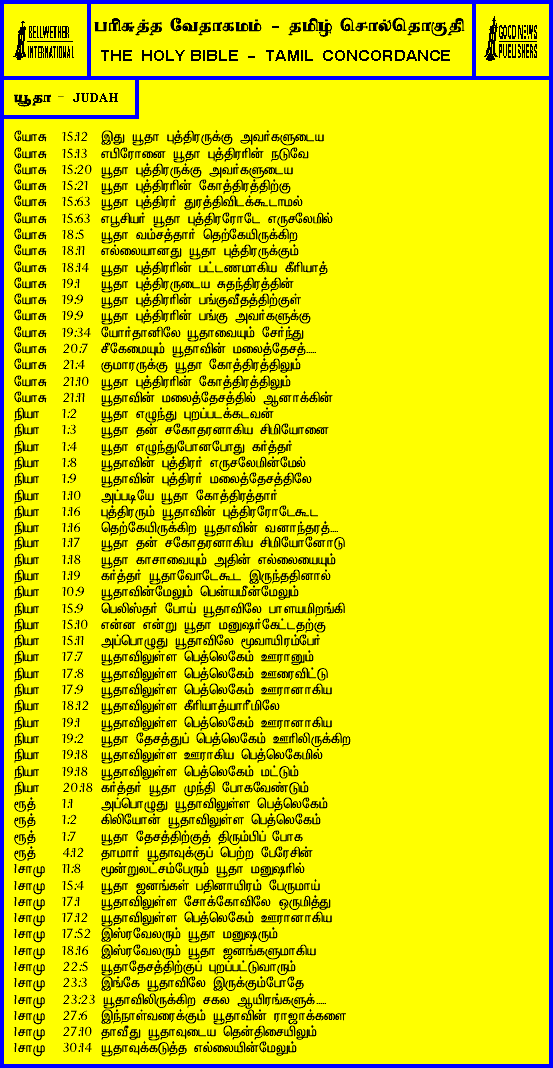 BELLWETHER
INTERNATIONAL
பரிசுத்த வேதாகமம் - தமிழ் சொல்தொகுதி
THE HOLY BIBLE - TAMIL CONCORDANCE
GOOD NEWS
PUBLISHERS
யூதா - JUDAH
யோசு 15:12 இது யூதா புத்திரருக்கு அவர்களுடைய
யோசு 15:13 எபிரோனை யூதா புத்திரரின் நடுவே
யோசு 15:20 யூதா புத்திரருக்கு அவர்களுடைய
யோசு 15:21 யூதா புத்திரரின் கோத்திரத்திற்கு
யோசு 15:63 யூதா புத்திரர் துரத்திவிடக்கூடாமல்
யோசு 15:63 எபூசியர் யூதா புத்திரரோடே எருசலேமில்
யோசு 18:5 யூதா வம்சத்தார் தெற்கேயிருக்கிற
யோசு 18:11 எல்லையானது யூதா புத்திரருக்கும்
யோசு 18:14 யூதா புத்திரரின் பட்டணமாகிய கீரியாத்
யோசு 19:1 யூதா புத்திரருடைய சுதந்திரத்தின்
யோசு 19:9 யூதா புத்திரரின் பங்குவீதத்திற்குள்
யோசு 19:9 யூதா புத்திரரின் பங்கு அவர்களுக்கு
யோசு 19:34 யோர்தானிலே யூதாவையும் சேர்ந்து
யோசு 20:7 சீகேமையும் யூதாவின் மலைத்தேசத்.....
யோசு 21:4 குமாரருக்கு யூதா கோத்திரத்திலும்
யோசு 21:10 யூதா புத்திரரின் கோத்திரத்திலும்
யோசு 21:11 யூதாவின் மலைத்தேசத்தில் ஆனாக்கின்
நியா 1:2 யூதா எழுந்து புறப்படக்கடவன்
நியா 1:3 யூதா தன் சகோதரனாகிய சிமியோனை
நியா 1:4 யூதா எழுந்துபோனபோது கர்த்தர்
நியா 1:8 யூதாவின் புத்திரர் எருசலேமின்மேல்
நியா 1:9 யூதாவின் புத்திரர் மலைத்தேசத்திலே
நியா 1:10 அப்படியே யூதா கோத்திரத்தார்
நியா 1:16 புத்திரரும் யூதாவின் புத்திரரோடேகூட
நியா 1:16 தெற்கேயிருக்கிற யூதாவின் வனாந்தரத்....
நியா 1:17 யூதா தன் சகோதரனாகிய சிமியோனோடு
நியா 1:18 யூதா காசாவையும் அதின் எல்லையையும்
நியா 1:19 கர்த்தர் யூதாவோடேகூட இருந்ததினால்
நியா 10:9 யூதாவின்மேலும் பென்யமீன்மேலும்
நியா 15:9 பெலிஸ்தர் போய் யூதாவிலே பாளயமிறங்கி
நியா 15:10 என்ன என்று யூதா மனுஷர்கேட்டதற்கு
நியா 15:11 அப்பொழுது யூதாவிலே மூவாயிரம்பேர்
நியா 17:7 யூதாவிலுள்ள பெத்லெகேம் ஊரானும்
நியா 17:8 யூதாவிலுள்ள பெத்லெகேம் ஊரைவிட்டு
நியா 17:9 யூதாவிலுள்ள பெத்லெகேம் ஊரானாகிய
நியா 18:12 யூதாவிலுள்ள கீரியாத்யாரீமிலே
நியா 19:1 யூதாவிலுள்ள பெத்லெகேம் ஊரானாகிய
நியா 19:2 யூதா தேசத்துப் பெத்லெகேம் ஊரிலிருக்கிற
நியா 19:18 யூதாவிலுள்ள ஊராகிய பெத்லெகேமில்
நியா 19:18 யூதாவிலுள்ள பெத்லெகேம் மட்டும்
நியா 20:18 கர்த்தர் யூதா முந்தி போகவேண்டும்
ரூத் 1:1 அப்பொழுது யூதாவிலுள்ள பெத்லெகேம்
ரூத் 1:2 கிலியோன் யூதாவிலுள்ள பெத்லெகேம்
ரூத் 1:7 யூதா தேசத்திற்குத் திரும்பிப் போக
ரூத் 4:12 தாமார் யூதாவுக்குப் பெற்ற பேரேசின்
1சாமு 11:8 மூன்றுலட்சம்பேரும் யூதா மனுஷரில்
1சாமு 15:4 யூதா ஜனங்கள் பதினாயிரம் பேருமாய்
1சாமு 17:1 யூதாவிலுள்ள சோக்கோவிலே ஒருமித்து
1சாமு 17:12 யூதாவிலுள்ள பெத்லெகேம் ஊரானாகிய
1சாமு 17:52 இஸ்ரவேலரும் யூதா மனுஷரும்
1சாமு 18:16 இஸ்ரவேலரும் யூதா ஜனங்களுமாகிய
1சாமு 22:5 யூதாதேசத்திற்குப் புறப்பட்டுவாரும்
1சாமு 23:3 இங்கே யூதாவிலே இருக்கும்போதே
1சாமு 23:23 யூதாவிலிருக்கிற சகல ஆயிரங்களுக்.....
1சாமு 27:6 இந்நாள்வரைக்கும் யூதாவின் ராஜாக்களை
1சாமு 27:10 தாவீது யூதாவுடைய தென்திசையிலும்
1சாமு 30:14 யூதாவுக்கடுத்த எல்லையின்மேலும்